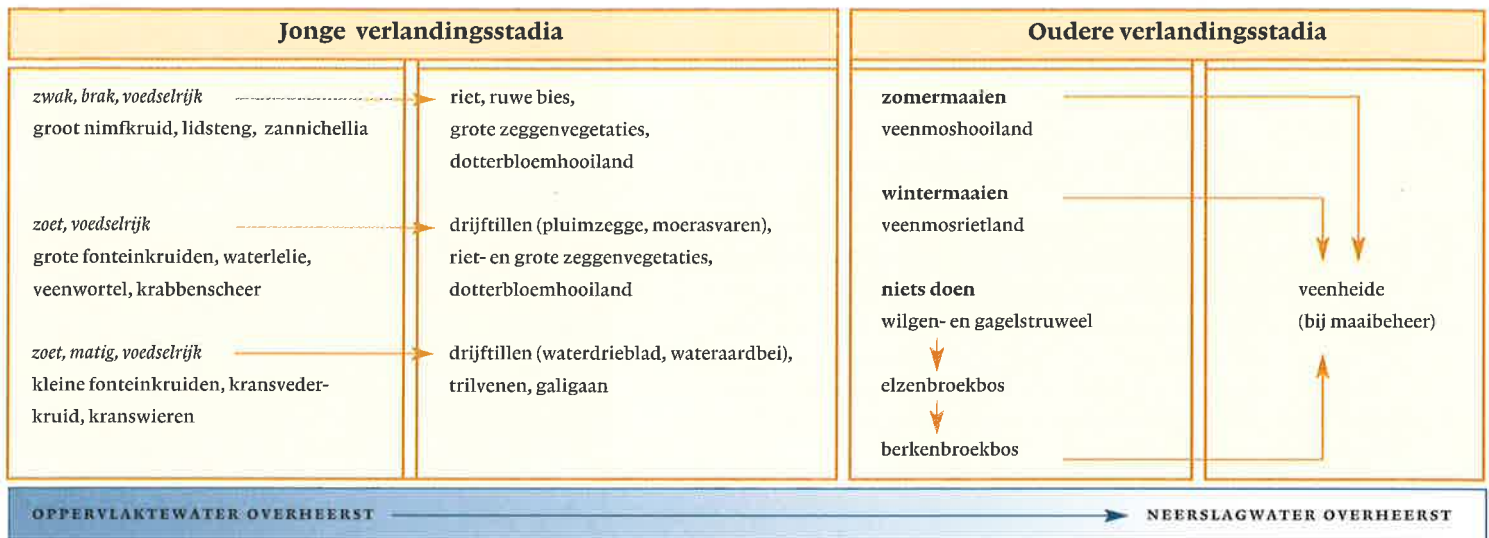 Jonge verlandingsstadia
zwak, brak, voedselrijk
groot nimfkruid, lidsteng, zannichellia
riet, ruwe bies,
grote zeggenvegetaties,
dotterbloemhooiland
zoet, voedselrijk
grote fonteinkruiden, waterlelie,
veenwortel, krabbenscheer
drijftillen (pluimzegge, moerasvaren),
riet- en grote zeggenvegetaties,
dotterbloemhooiland
zoet, matig, voedselrijk
kleine fonteinkruiden, kransveder-
kruid, kranswieren
drijftillen (waterdrieblad, wateraardbei),
trilvenen, galigaan
Oudere verlandingsstadia
zomermaaien
veenmoshooiland
wintermaaien
veenmosrietland
niets doen
wilgen- en gagelstruweel
elzenbroekbos
berkenbroekbos
veenheide
(bij maaibeheer)
OPPERVLAKTEWATER OVERHEERST
NEERSLAGWATER OVERHEERST